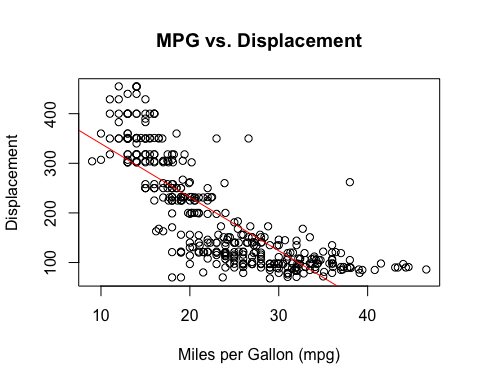 MPG vs. Displacement
Displacement
400
300
200
100
10 20 30 40
Miles per Gallon (mpg)